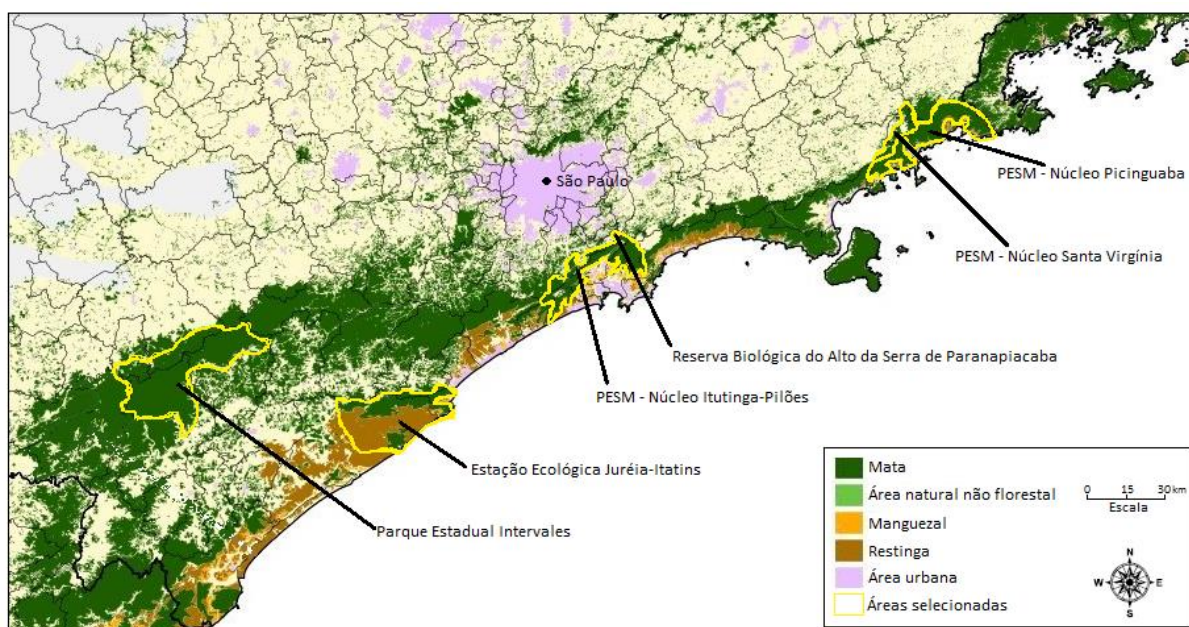 São Paulo
PESM - Núcleo Picinguaba
PESM - Núcleo Santa Virgínia
Reserva Biológica do Alto da Serra de Paranapiacaba
PESM - Núcleo Itutinga-Pilões
Estação Ecológica Juréia-Itatins
Parque Estadual Intervales
Mata
Área natural não florestal
Manguezal
Restinga
Área urbana
Áreas selecionadas
0 15 30 km
Escala
N
W E
S